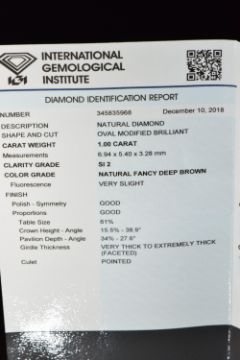 INTERNATIONAL
GEMOLOGICAL
INSTITUTE
DIAMOND IDENTIFICATION REPORT
NUMBER 345835968 December 10, 2018
DESCRIPTION NATURAL DIAMOND
SHAPE AND CUT OVAL MODIFIED BRILLIANT
CARAT WEIGHT 1.00 CARAT
Measurements 6.94 x 5.40 x 3.28 mm
CLARITY GRADE SI 2
COLOR GRADE NATURAL FANCY DEEP BROWN
Fluorescence VERY SLIGHT
FINISH
Polish - Symmetry GOOD
Proportions GOOD
Table Size 61%
Crown Height - Angle 15.5% - 38.9°
Pavilion Depth - Angle 34% - 27.6°
Girdle Thickness VERY THICK TO EXTREMELY THICK
(FACETED)
Culet POINTED